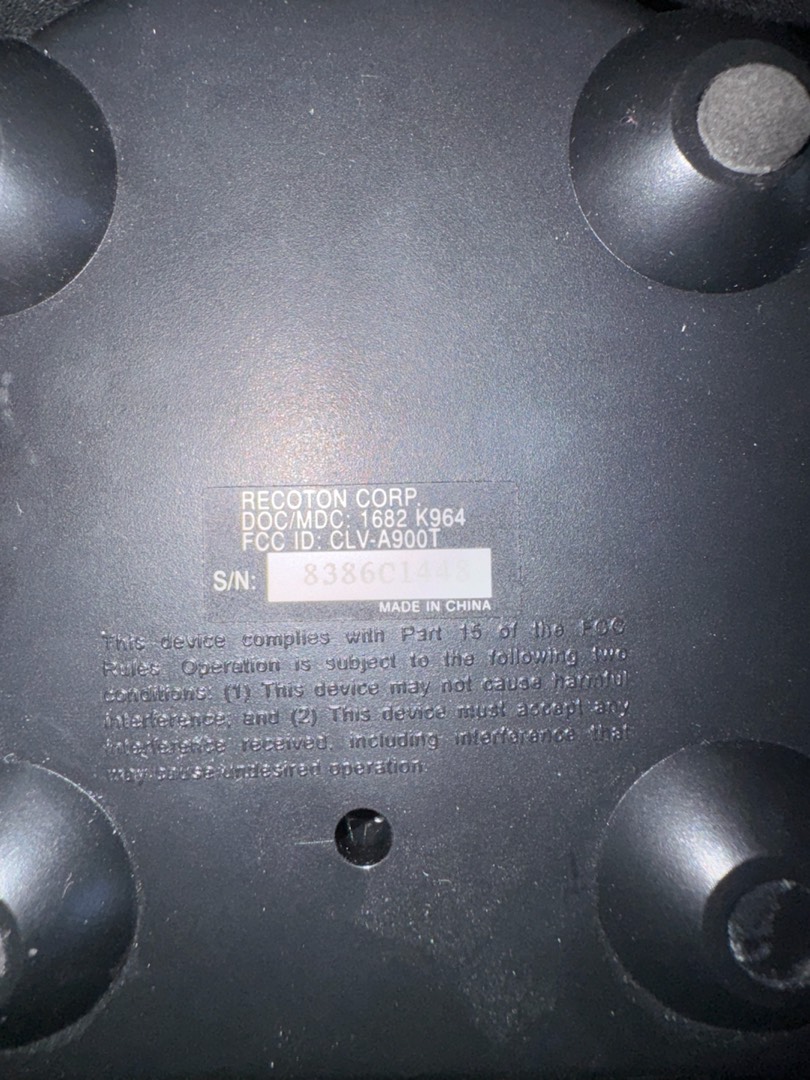 RECOTON CORP.
DOC/MDC: 1682 K964
FCC ID: CLV-A900T
S/N: 8386C1448
MADE IN CHINA
This device complies with Part 15 of the FCC
Rules. Operation is subject to the following two
conditions: (1) This device may not cause harmful
interference, and (2) This device must accept any
interference received, including interference that
may cause undesired operation.